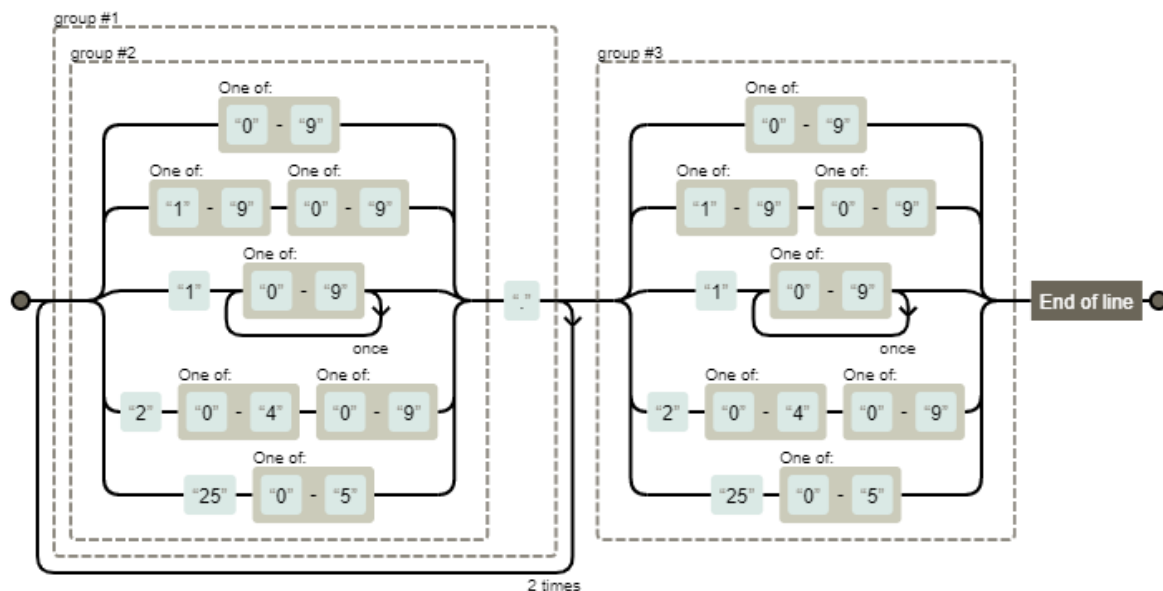 group #1
group #2 group #3
One of: One of:
“0” - “9” “0” - “9”
One of: One of: One of: One of:
“1” - “9” “0” - “9” “1” - “9” “0” - “9”
One of: One of:
“1” “0” - “9” “.” “1” “0” - “9” End of line
once once
One of: One of: One of: One of:
“2” “0” - “4” “0” - “9” “2” “0” - “4” “0” - “9”
One of: One of:
“25” “0” - “5” “25” “0” - “5”
2 times